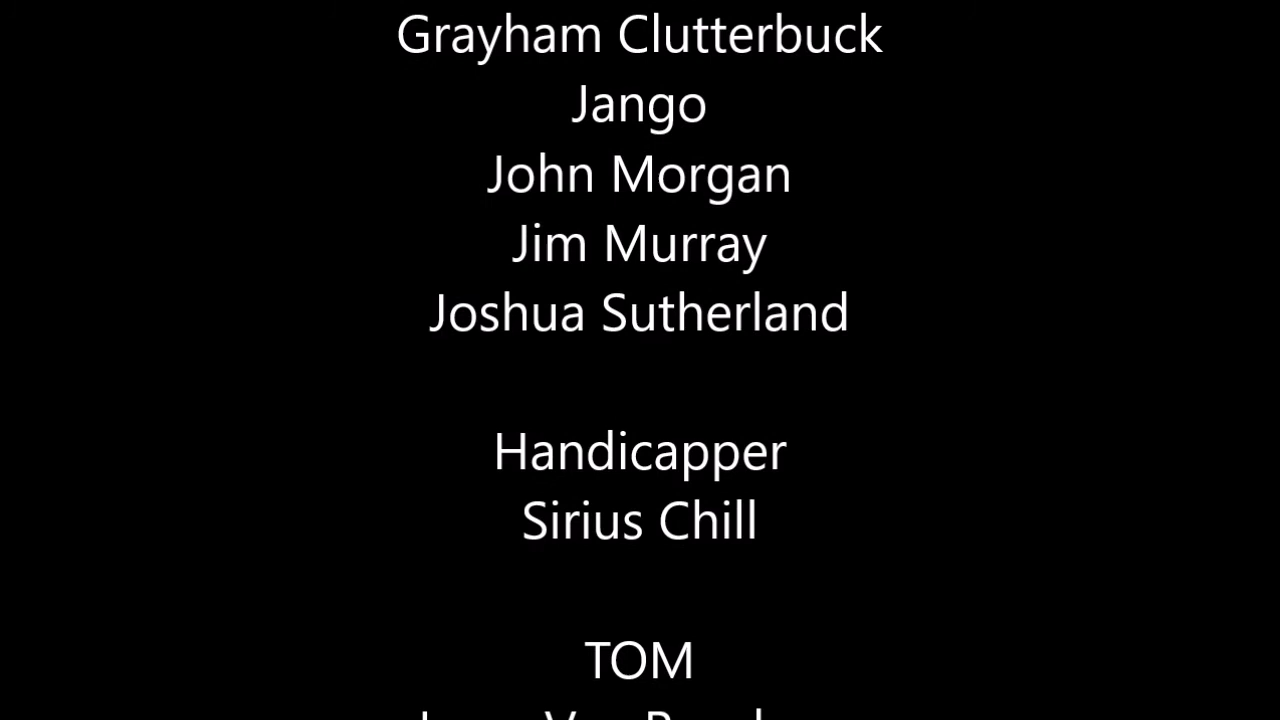 Grayham Clutterbuck
Jango
John Morgan
Jim Murray
Joshua Sutherland
Handicapper
Sirius Chill
TOM